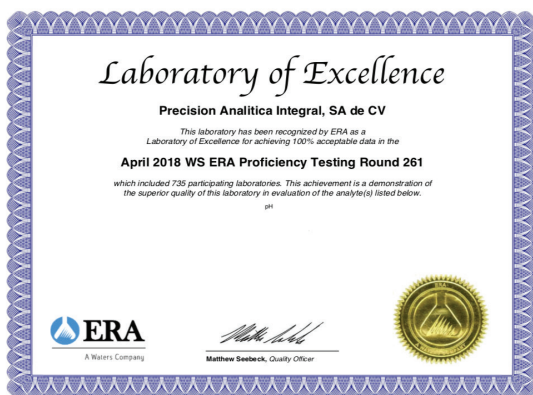 Laboratory of Excellence
Precision Analitica Integral, SA de CV
This laboratory has been recognized by ERA as a
Laboratory of Excellence for achieving 100% acceptable data in the
April 2018 WS ERA Proficiency Testing Round 261
which included 735 participating laboratories. This achievement is a demonstration of
the superior quality of this laboratory in evaluation of the analyte(s) listed below.
pH
ERA
A Waters Company
Matthew Seebeck, Quality Officer
ERA